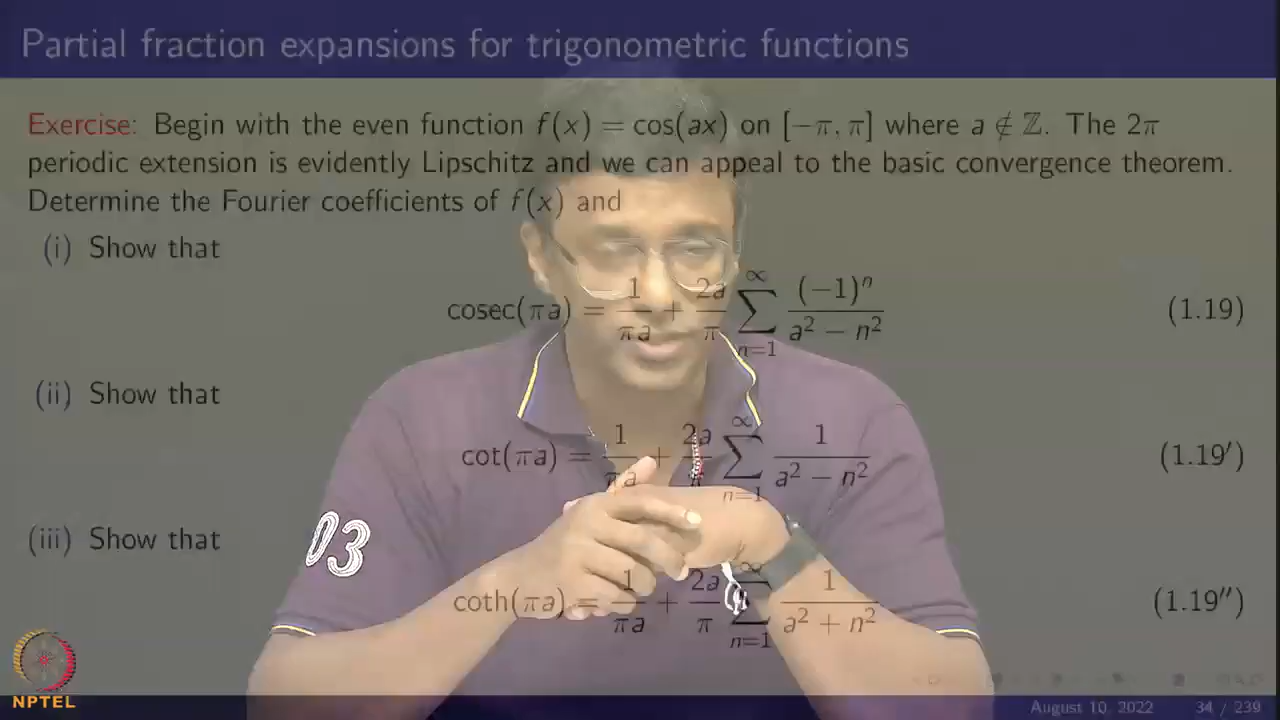 Partial fraction expansions for trigonometric functions
Exercise: Begin with the even function f(x) = cos(ax) on [−π, π] where a ∉ ℤ. The 2π
periodic extension is evidently Lipschitz and we can appeal to the basic convergence theorem.
Determine the Fourier coefficients of f(x) and
(i) Show that
cosec(πa) = 1/(πa) + 2a/π ∑_{n=1}^{∞} (−1)^n/(a² − n²) (1.19)
(ii) Show that
cot(πa) = 1/(πa) + 2a/π ∑_{n=1}^{∞} 1/(a² − n²) (1.19′)
(iii) Show that
coth(πa) = 1/(πa) + 2a/π ∑_{n=1}^{∞} 1/(a² + n²) (1.19″)
03
NPTEL
August 10, 2022 34 / 239